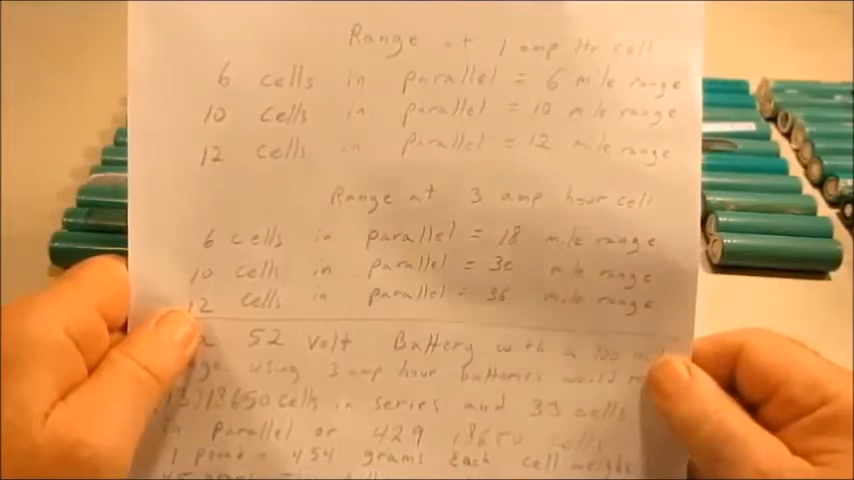 Range at 1 amp Hr cell
6 cells in parallel = 6 mile range
10 cells in parallel = 10 mile range
12 cells in parallel = 12 mile range
Range at 3 amp hour cell
6 cells in parallel = 18 mile range
10 cells in parallel = 30 mile range
12 cells in parallel = 36 mile range
52 volt Battery with a 100
using 3 amp hour batteries would
18650 cells in series and 33 cells
in parallel or 429 18650 cells
1 pound = 454 grams Each cell weighs